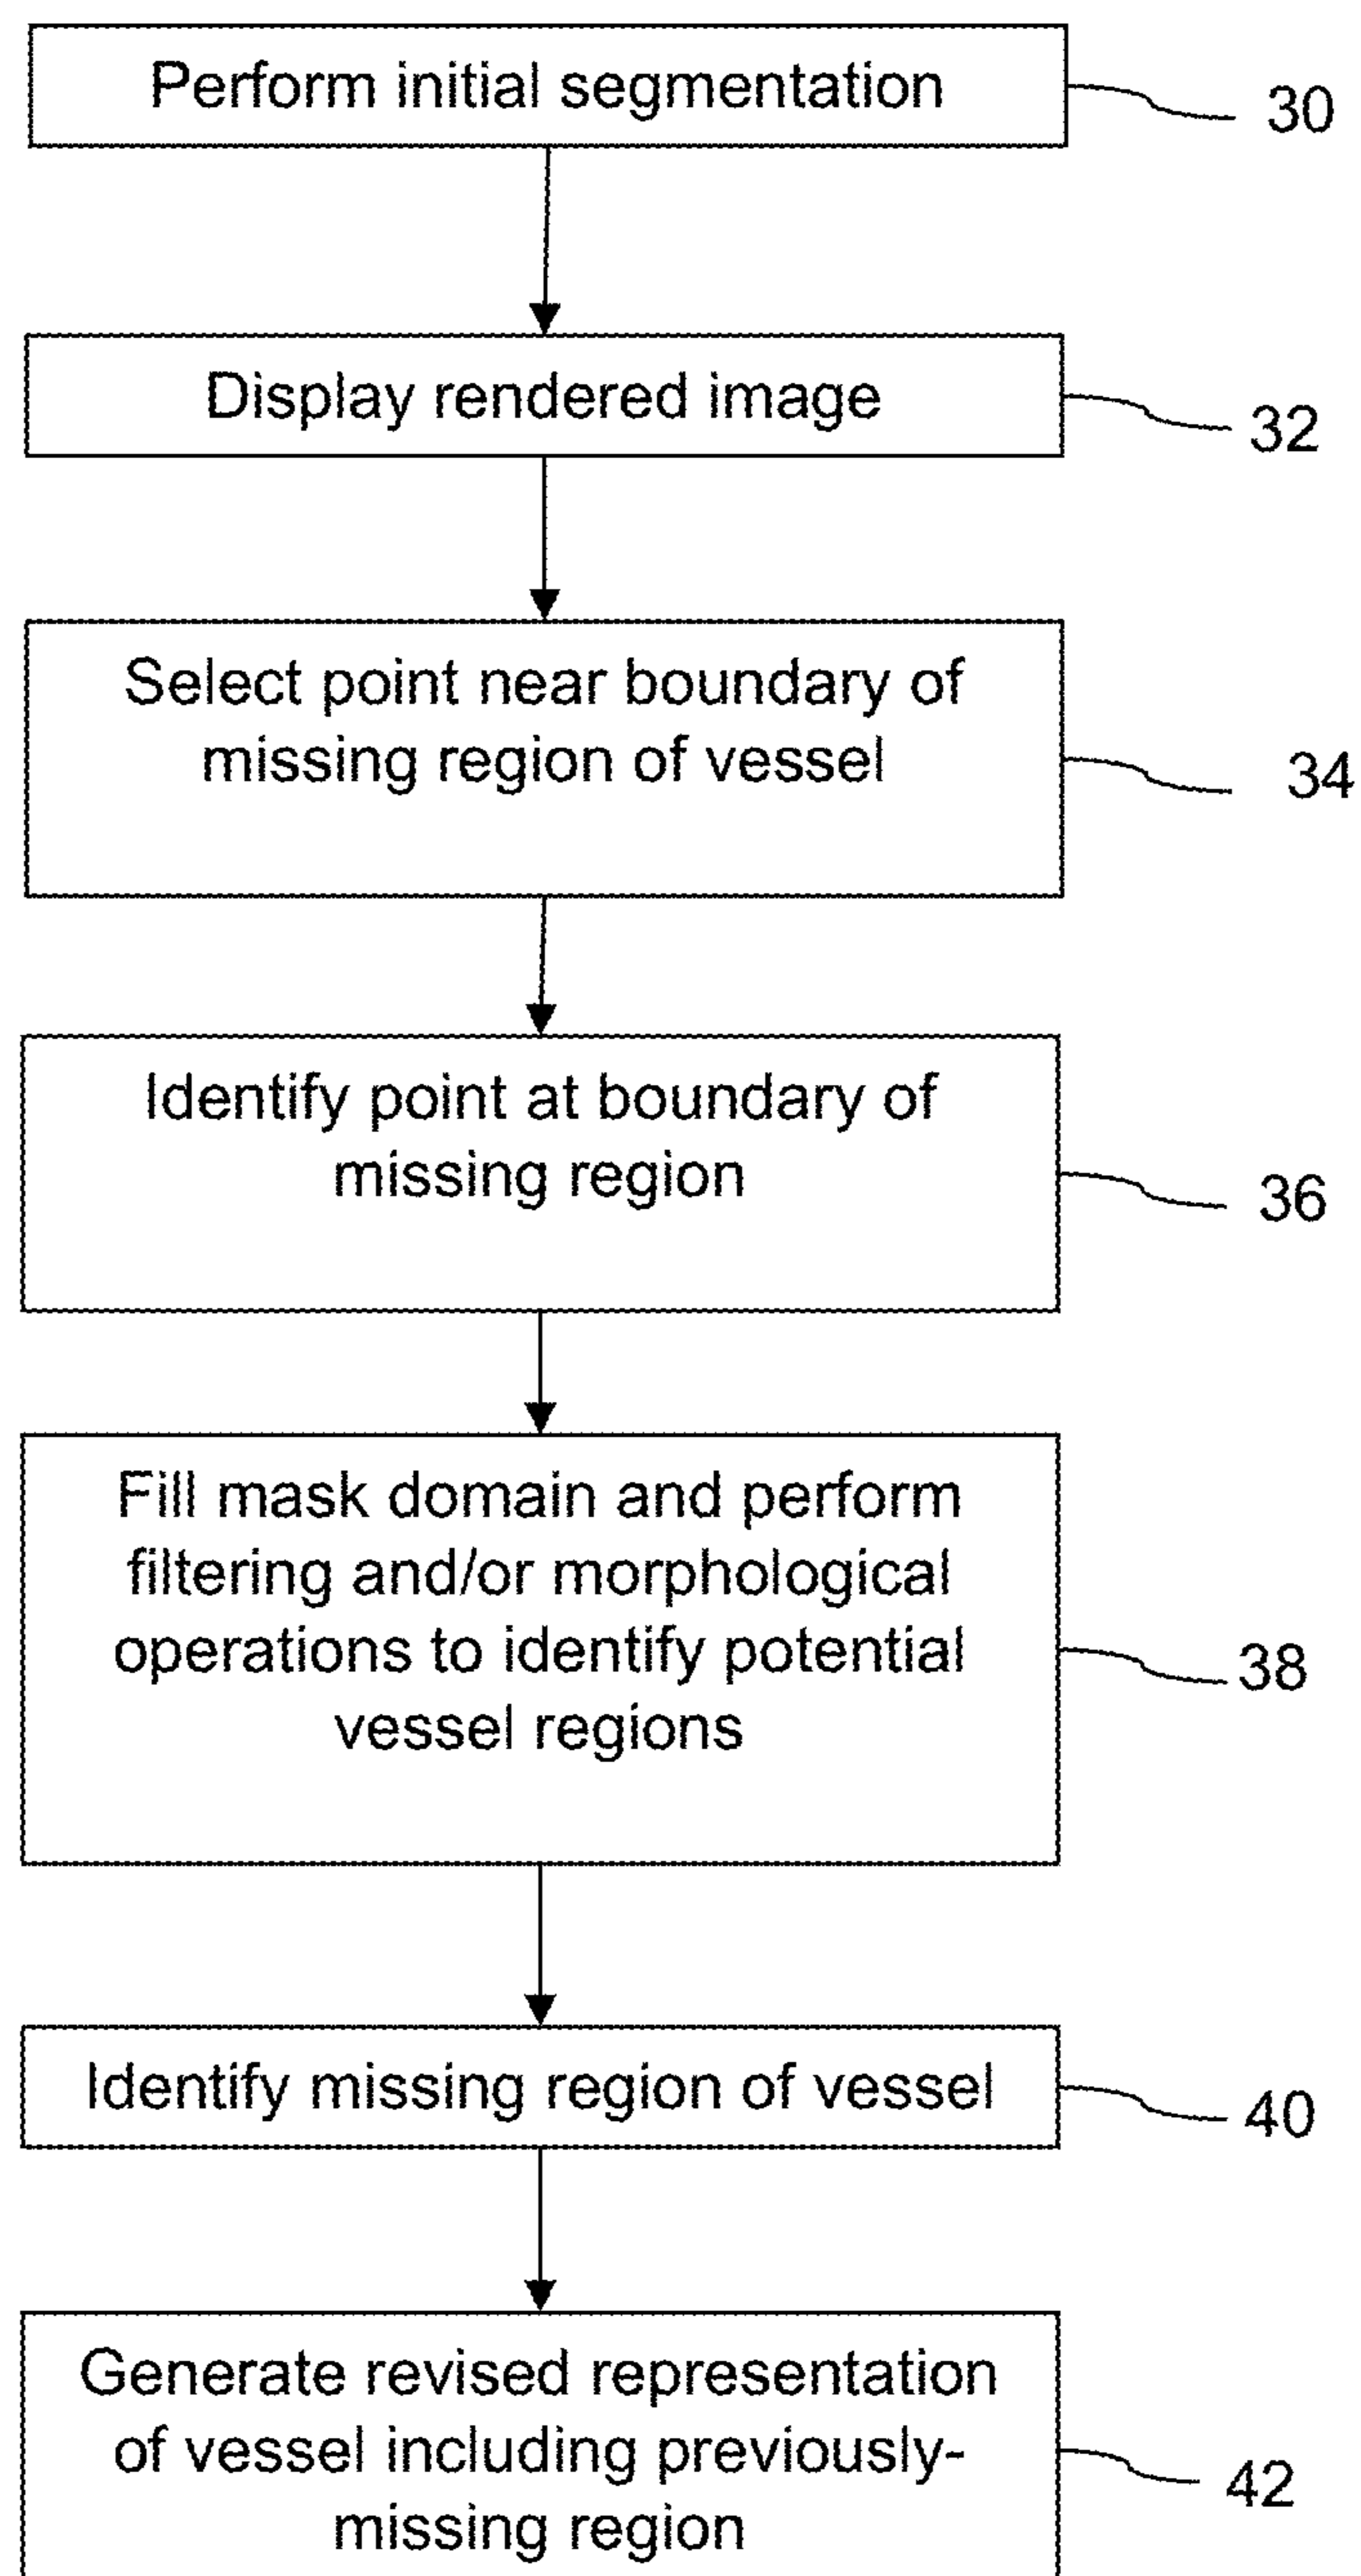 Perform initial segmentation
30
Display rendered image
32
Select point near boundary of
missing region of vessel
34
Identify point at boundary of
missing region
36
Fill mask domain and perform
filtering and/or morphological
operations to identify potential
vessel regions
38
Identify missing region of vessel
40
Generate revised representation
of vessel including previously-
missing region
42